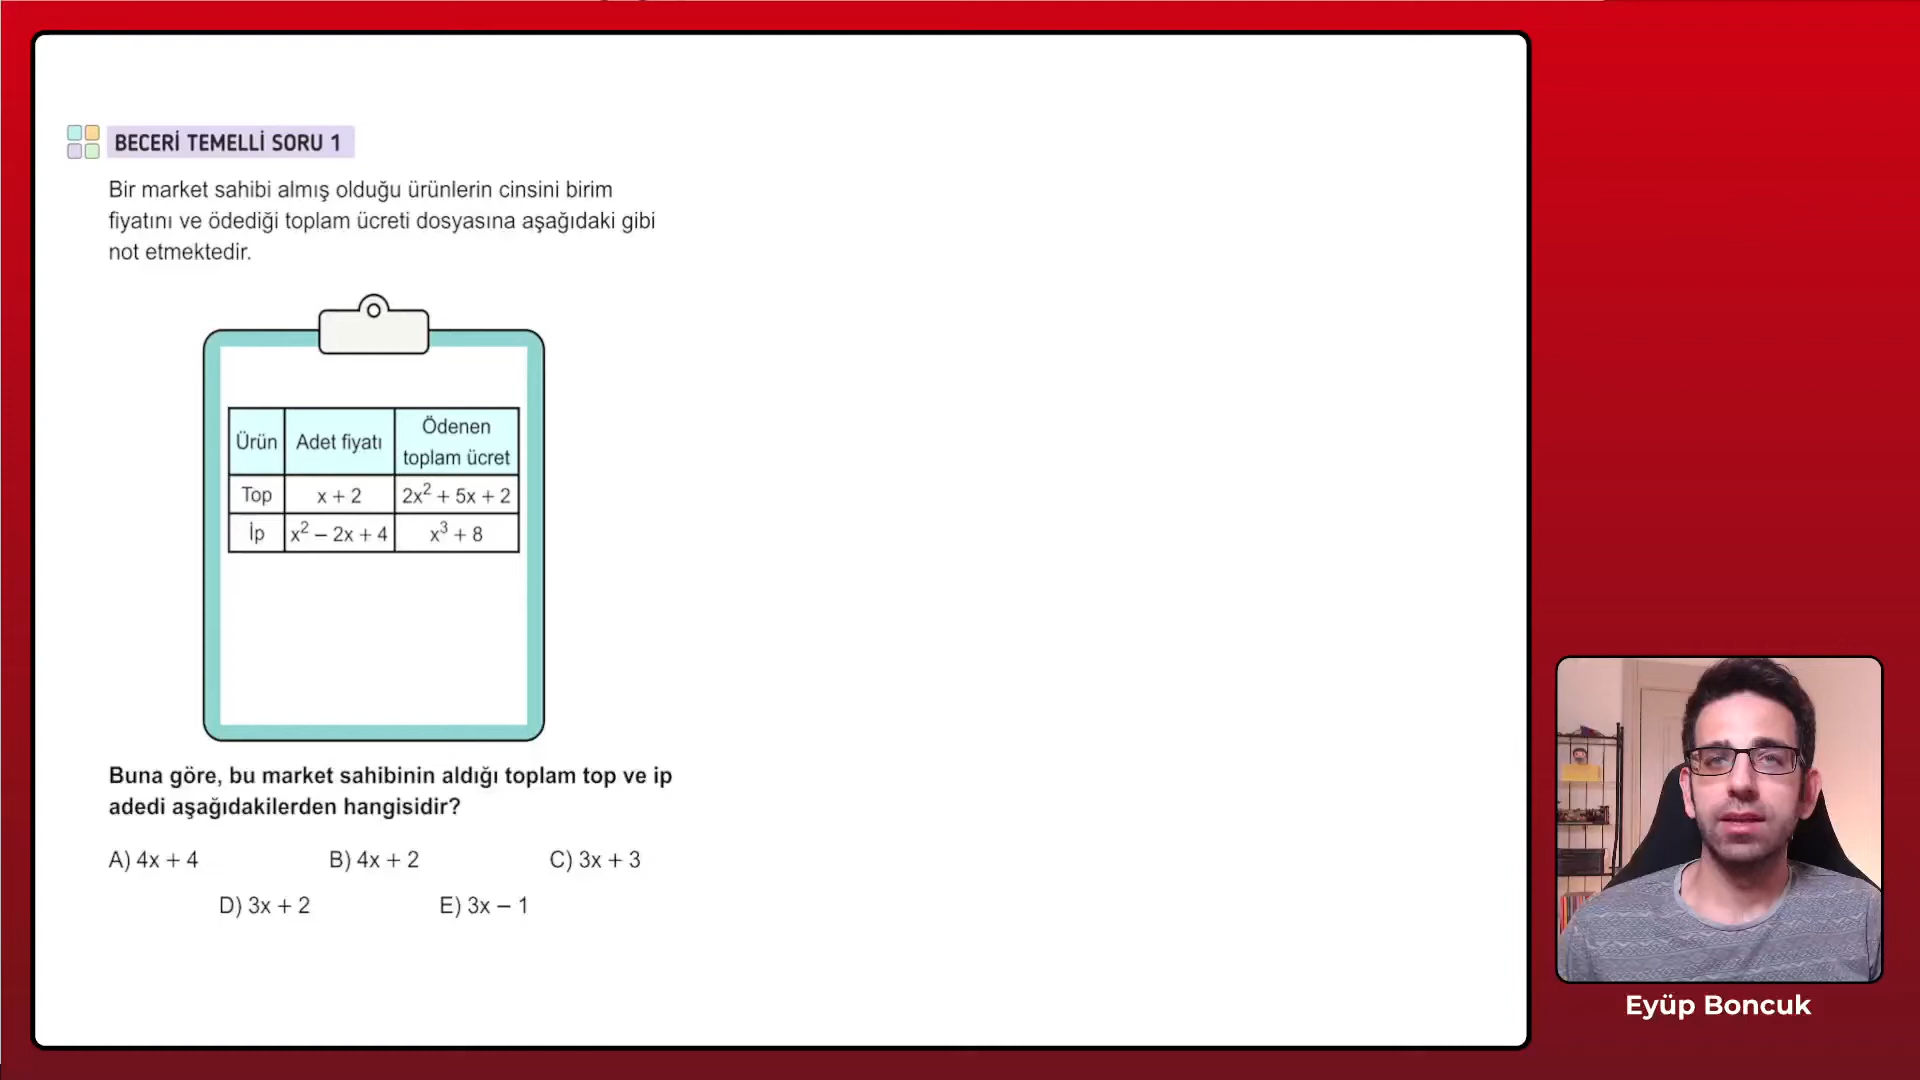 BECERİ TEMELLİ SORU 1
Bir market sahibi almış olduğu ürünlerin cinsini birim
fiyatını ve ödediği toplam ücreti dosyasına aşağıdaki gibi
not etmektedir.
Ürün Adet fiyatı Ödenen toplam ücret
Top x + 2 2x² + 5x + 2
İp x² – 2x + 4 x³ + 8
Buna göre, bu market sahibinin aldığı toplam top ve ip
adedi aşağıdakilerden hangisidir?
A) 4x + 4 B) 4x + 2 C) 3x + 3
D) 3x + 2 E) 3x – 1
Eyüp Boncuk